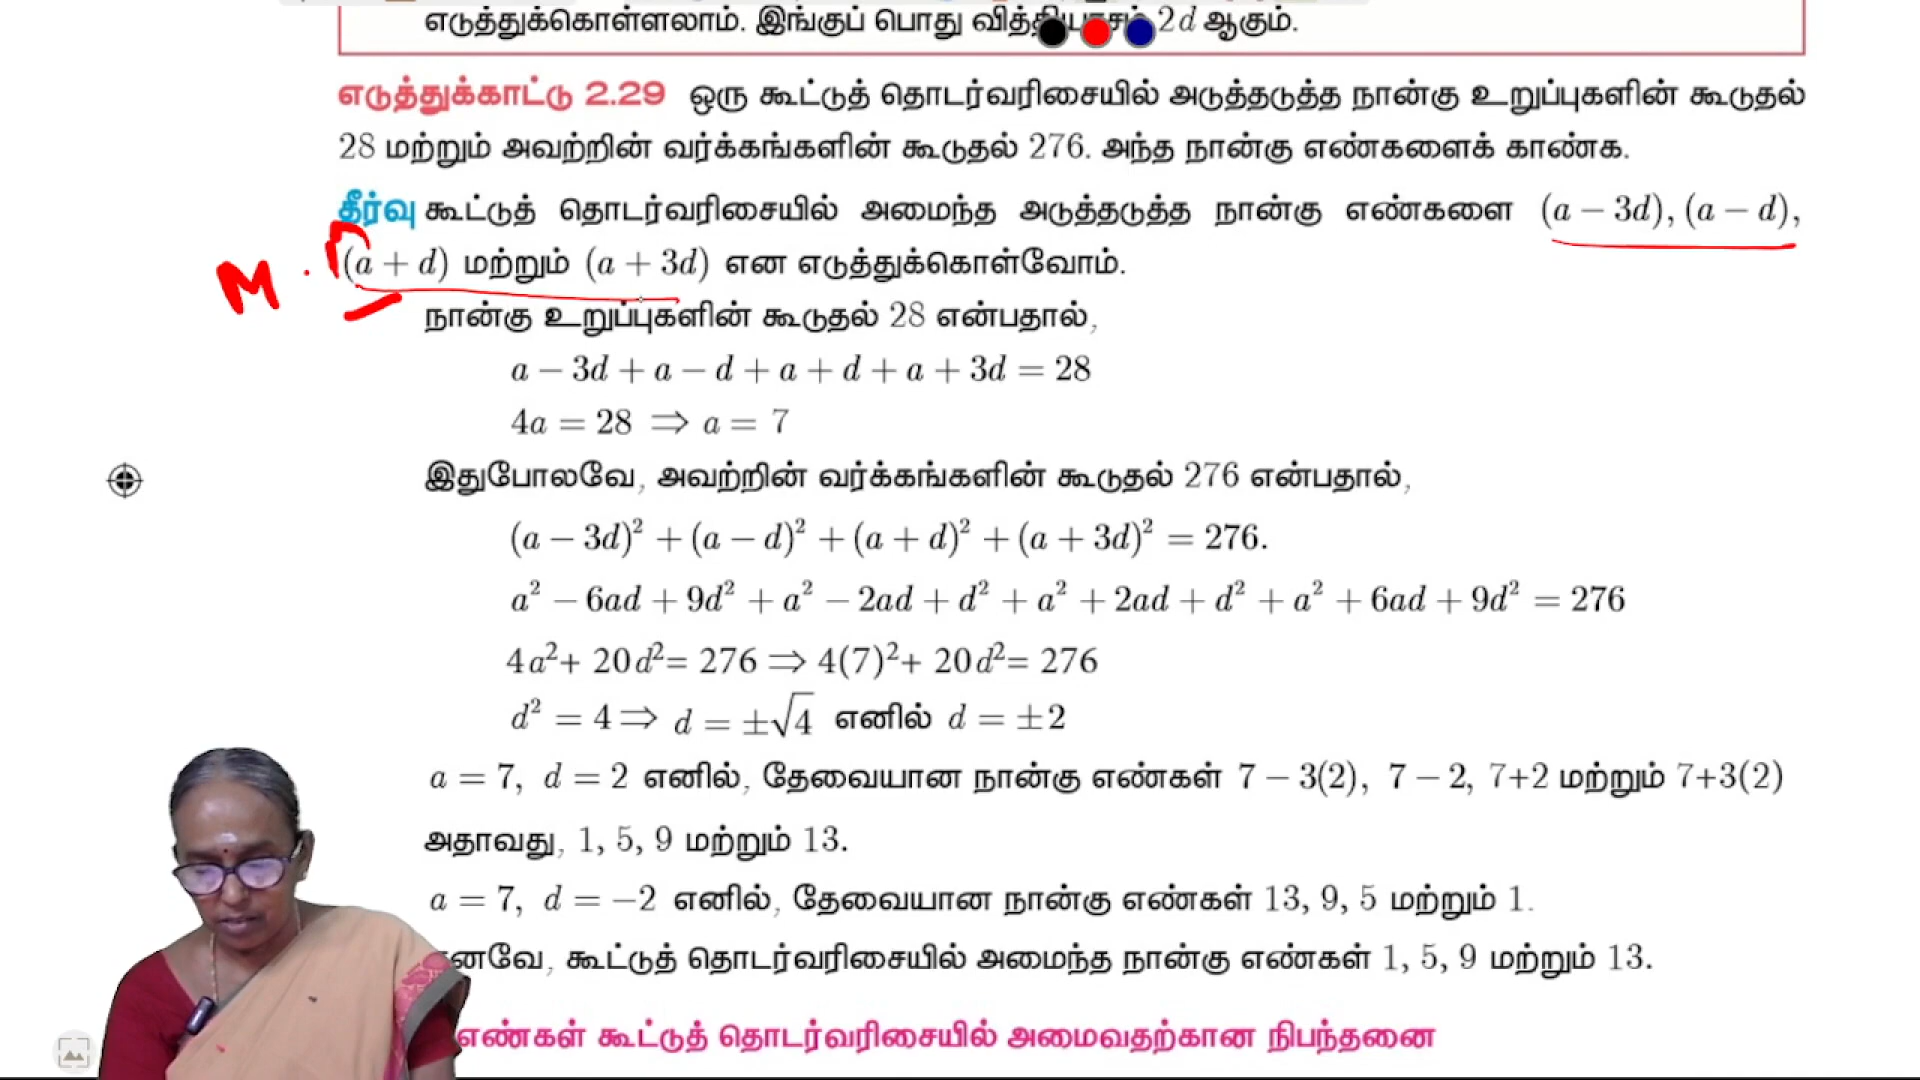 எடுத்துக்கொள்ளலாம். இங்குப் பொது வித்தியாசம் 2d ஆகும்.
எடுத்துக்காட்டு 2.29 ஒரு கூட்டுத் தொடர்வரிசையில் அடுத்தடுத்த நான்கு உறுப்புகளின் கூடுதல்
28 மற்றும் அவற்றின் வர்க்கங்களின் கூடுதல் 276. அந்த நான்கு எண்களைக் காண்க.
தீர்வு கூட்டுத் தொடர்வரிசையில் அமைந்த அடுத்தடுத்த நான்கு எண்களை (a − 3d), (a − d),
M. (a + d) மற்றும் (a + 3d) என எடுத்துக்கொள்வோம்.
நான்கு உறுப்புகளின் கூடுதல் 28 என்பதால்,
a − 3d + a − d + a + d + a + 3d = 28
4a = 28 ⇒ a = 7
இதுபோலவே, அவற்றின் வர்க்கங்களின் கூடுதல் 276 என்பதால்,
(a − 3d)² + (a − d)² + (a + d)² + (a + 3d)² = 276.
a² − 6ad + 9d² + a² − 2ad + d² + a² + 2ad + d² + a² + 6ad + 9d² = 276
4a² + 20d² = 276 ⇒ 4(7)² + 20d² = 276
d² = 4 ⇒ d = ±√4 எனில் d = ±2
a = 7, d = 2 எனில், தேவையான நான்கு எண்கள் 7 − 3(2), 7 − 2, 7+2 மற்றும் 7+3(2)
அதாவது, 1, 5, 9 மற்றும் 13.
a = 7, d = −2 எனில், தேவையான நான்கு எண்கள் 13, 9, 5 மற்றும் 1.
னவே, கூட்டுத் தொடர்வரிசையில் அமைந்த நான்கு எண்கள் 1, 5, 9 மற்றும் 13.
எண்கள் கூட்டுத் தொடர்வரிசையில் அமைவதற்கான நிபந்தனை